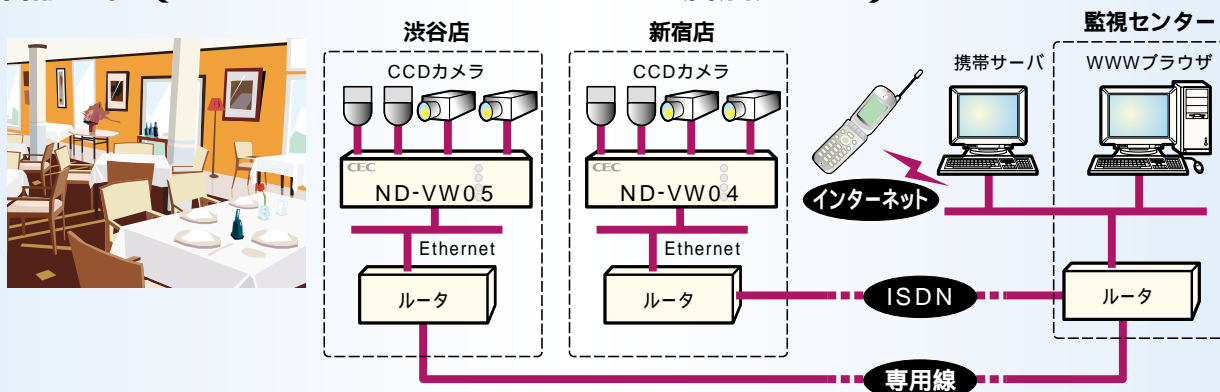 渋谷店
CCDカメラ
CEC
ND-VW05
Ethernet
ルータ
新宿店
CCDカメラ
CEC
ND-VW04
Ethernet
ルータ
インターネット
ISDN
専用線
監視センター
携帯サーバ
WWWブラウザ
ルータ